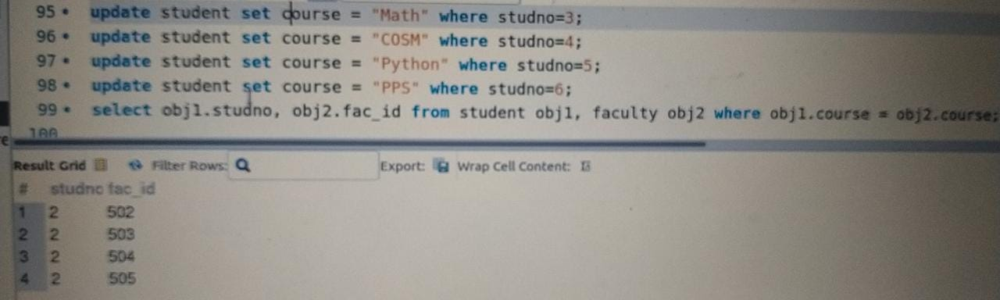 95 update student set course = "Math" where studno=3;
96 update student set course = "COSM" where studno=4;
97 update student set course = "Python" where studno=5;
98 update student set course = "PPS" where studno=6;
99 select obj1.studno, obj2.fac_id from student obj1, faculty obj2 where obj1.course = obj2.course;
100
Result Grid Filter Rows: Export: Wrap Cell Content:
# studno fac_id
1 2 502
2 2 503
3 2 504
4 2 505